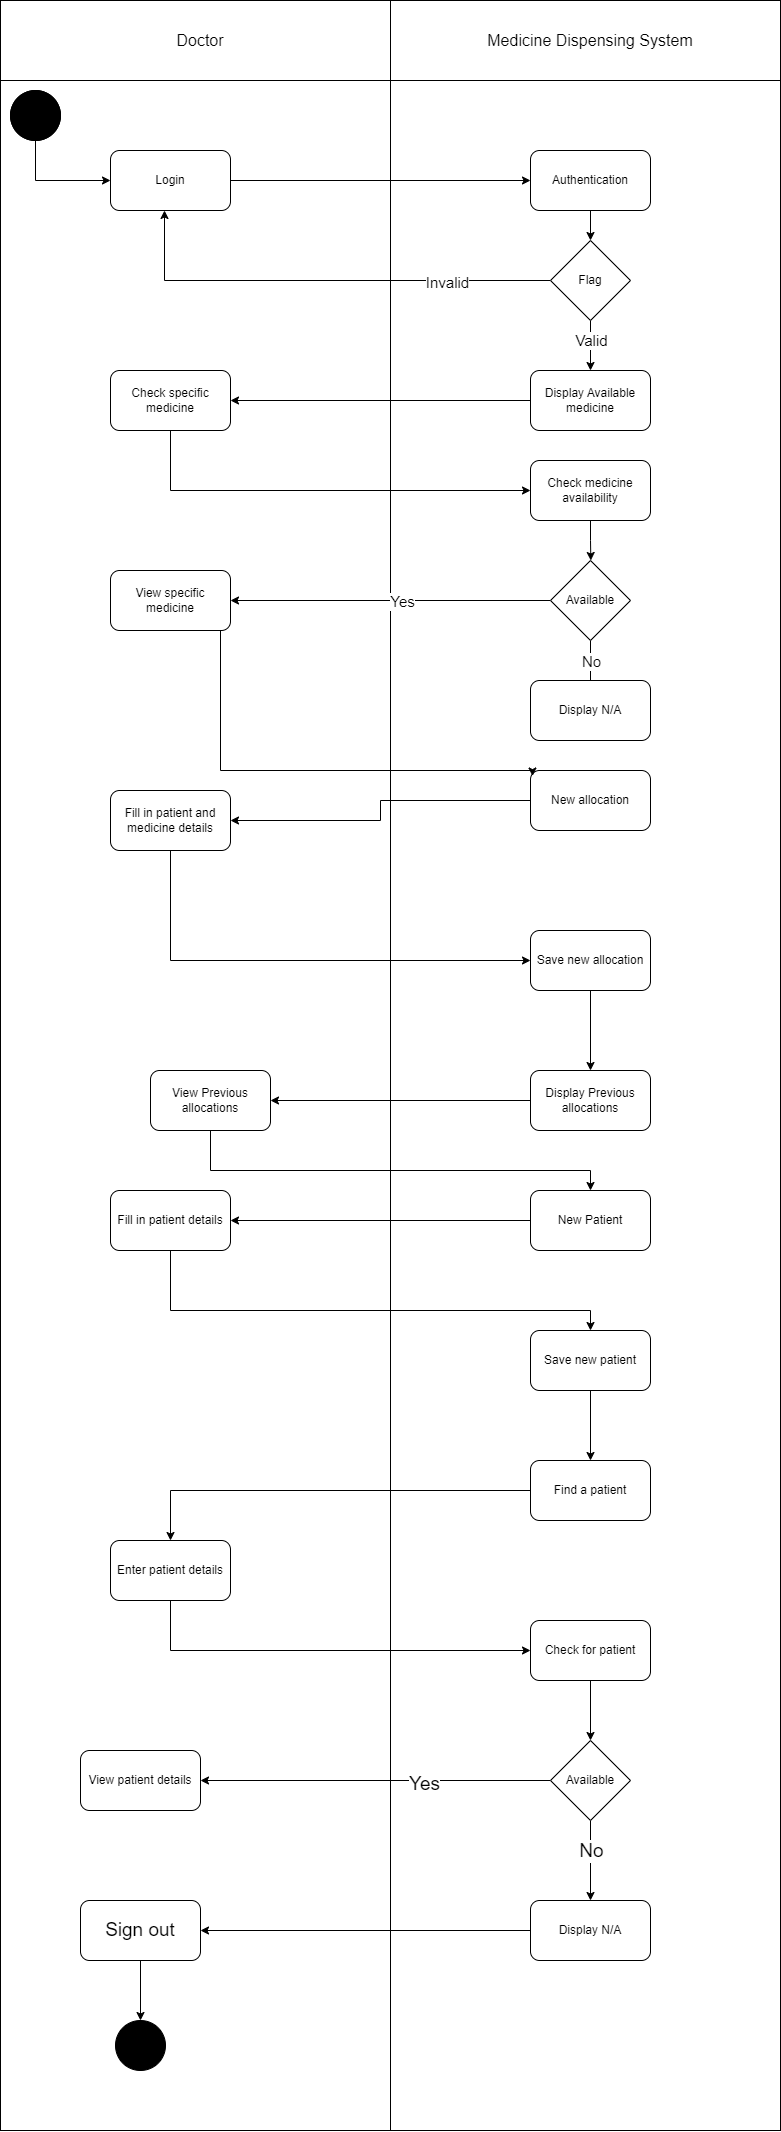 Doctor
Medicine Dispensing System
Login
Authentication
Invalid
Flag
Valid
Check specific
medicine
Display Available
medicine
Check medicine
availability
View specific
medicine
Yes
Available
No
Display N/A
New allocation
Fill in patient and
medicine details
Save new allocation
View Previous
allocations
Display Previous
allocations
Fill in patient details
New Patient
Save new patient
Find a patient
Enter patient details
Check for patient
View patient details
Yes
Available
No
Sign out
Display N/A